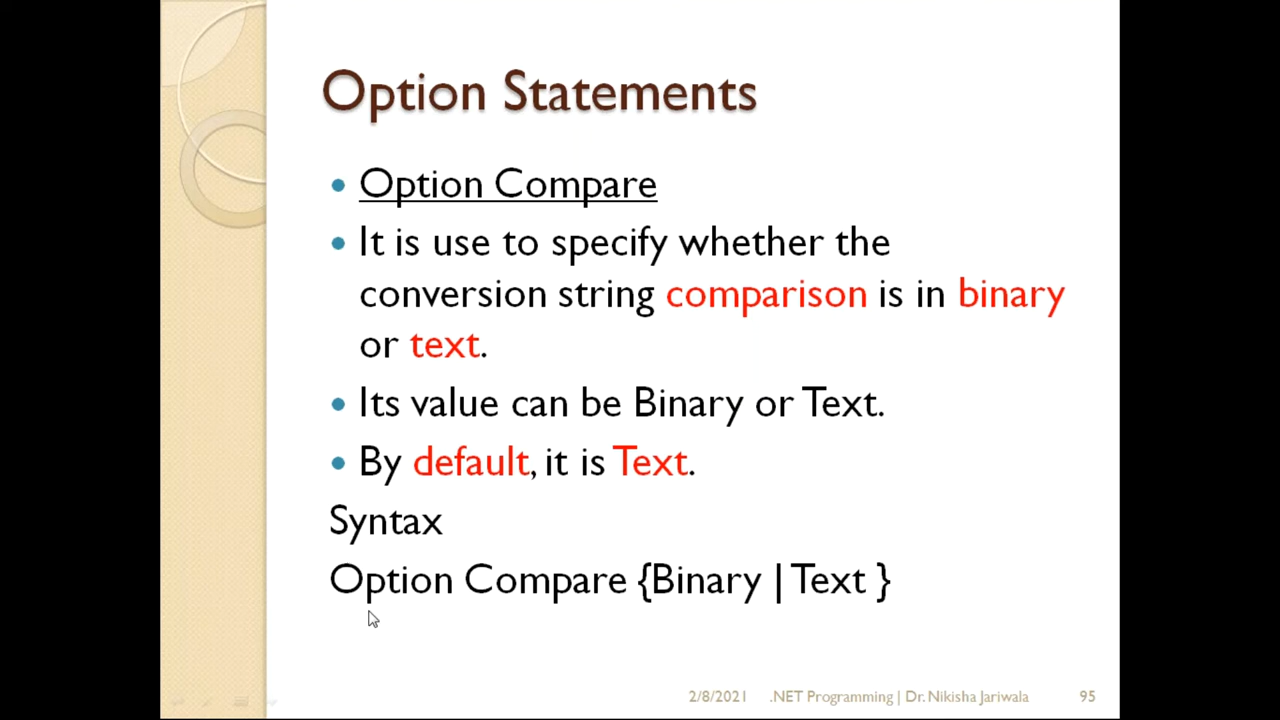 Option Statements
Option Compare
It is use to specify whether the
conversion string comparison is in binary
or text.
Its value can be Binary or Text.
By default, it is Text.
Syntax
Option Compare {Binary | Text }
2/8/2021 .NET Programming | Dr. Nikisha Jariwala 95